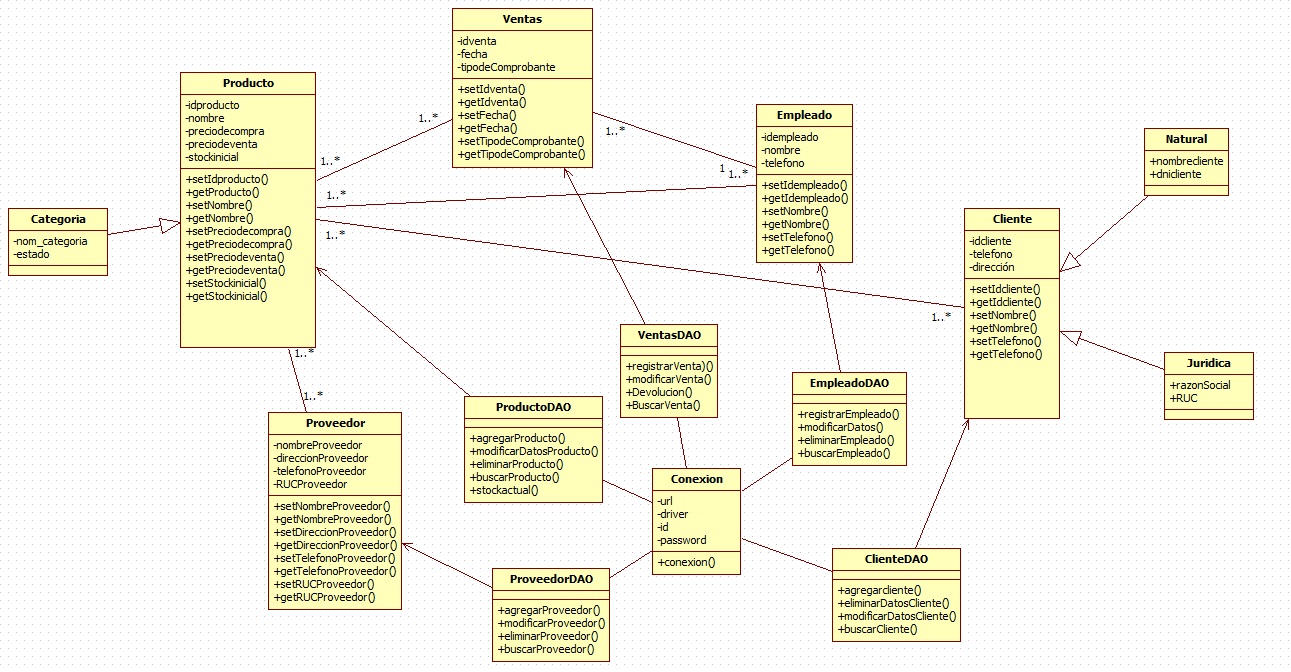 Ventas
-idventa
-fecha
-tipodeComprobante
+setIdventa()
+getIdventa()
+setFecha()
+getFecha()
+setTipodeComprobante()
+getTipodeComprobante()
Producto
-idproducto
-nombre
-preciodecompra
-preciodeventa
-stockinicial
+setIdproducto()
+getProducto()
+setNombre()
+getNombre()
+setPreciodecompra()
+getPreciodecompra()
+setPreciodeventa()
+getPreciodeventa()
+setStockinicial()
+getStockinicial()
1..*
1..*
1..*
1..*
1..*
1
1..*
1..*
1..*
1..*
Empleado
-idempleado
-nombre
-telefono
+setIdempleado()
+getIdempleado()
+setNombre()
+getNombre()
+setTelefono()
+getTelefono()
Natural
+nombrecliente
+dnicliente
Categoria
-nom_categoria
-estado
Cliente
-idcliente
-telefono
-dirección
+setIdcliente()
+getIdcliente()
+setNombre()
+getNombre()
+setTelefono()
+getTelefono()
Juridica
+razonSocial
+RUC
VentasDAO
+registrarVenta)()
+modificarVenta()
+Devolucion()
+BuscarVenta()
EmpleadoDAO
+registrarEmpleado()
+modificarDatos()
+eliminarEmpleado()
+buscarEmpleado()
ProductoDAO
+agregarProducto()
+modificarDatosProducto()
+eliminarProducto()
+buscarProducto()
+stockactual()
Proveedor
-nombreProveedor
-direccionProveedor
-telefonoProveedor
-RUCProveedor
+setNombreProveedor()
+getNombreProveedor()
+setDireccionProveedor()
+getDireccionProveedor()
+setTelefonoProveedor()
+getTelefonoProveedor()
+setRUCProveedor()
+getRUCProveedor()
Conexion
-url
-driver
-id
-password
+conexion()
ClienteDAO
+agregarcliente()
+eliminarDatosCliente()
+modificarDatosCliente()
+buscarCliente()
ProveedorDAO
+agregarProveedor()
+modificarProveedor()
+eliminarProveedor()
+buscarProveedor()